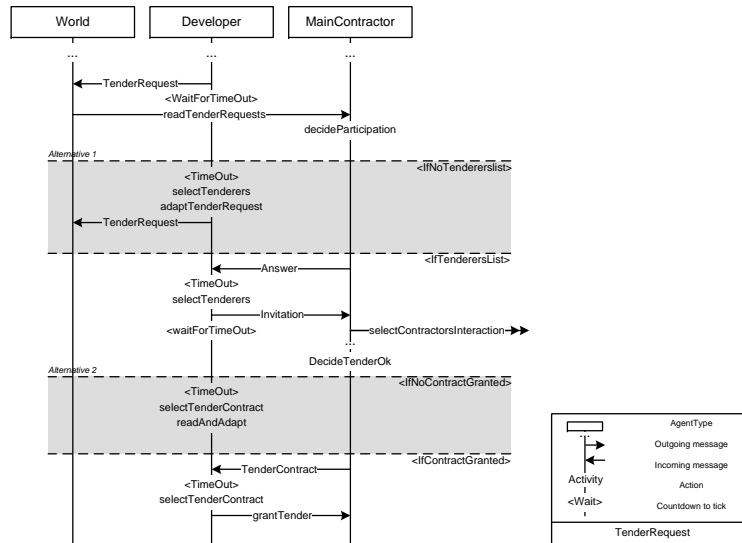 World Developer MainContractor
... ... ...
TenderRequest
<WaitForTimeOut>
readTenderRequests
decideParticipation
Alternative 1
<IfNoTendererslist>
<TimeOut>
selectTenderers
adaptTenderRequest
TenderRequest
<IfTenderersList>
Answer
<TimeOut>
selectTenderers
Invitation
<waitForTimeOut>
selectContractorsInteraction
...
DecideTenderOk
Alternative 2
<IfNoContractGranted>
<TimeOut>
selectTenderContract
readAndAdapt
<IfContractGranted>
TenderContract
<TimeOut>
selectTenderContract
grantTender
AgentType
...
Outgoing message
Incoming message
Activity Action
<Wait> Countdown to tick
TenderRequest